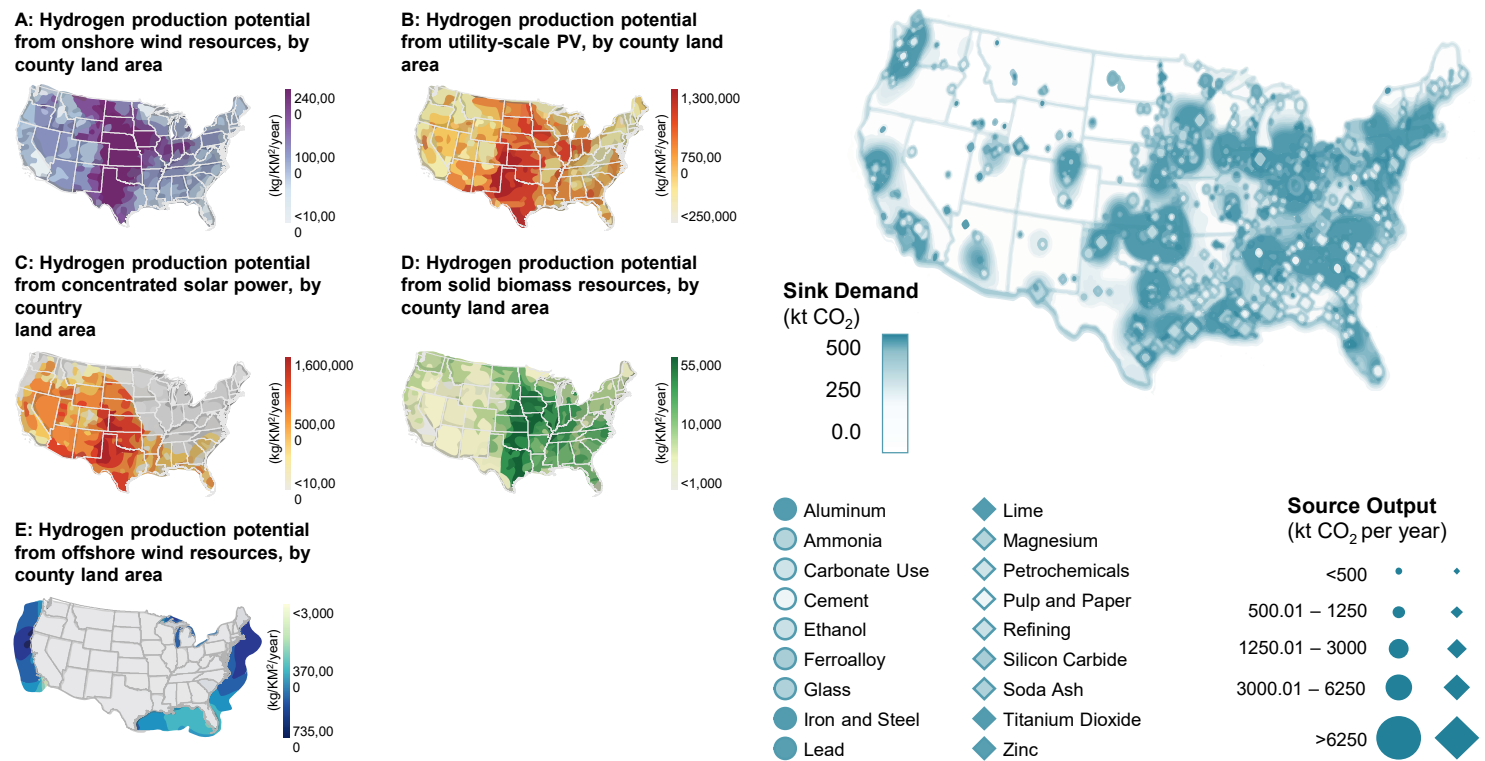 A: Hydrogen production potential
from onshore wind resources, by
county land area
240,00
0
100,00
0
<10,00
0
(kg/KM²/year)
B: Hydrogen production potential
from utility-scale PV, by county land
area
1,300,000
750,00
0
<250,000
(kg/KM²/year)
C: Hydrogen production potential
from concentrated solar power, by
country
land area
1,600,000
500,00
0
<10,00
0
(kg/KM²/year)
D: Hydrogen production potential
from solid biomass resources, by
county land area
55,000
10,000
<1,000
(kg/KM²/year)
E: Hydrogen production potential
from offshore wind resources, by
county land area
<3,000
370,00
0
735,00
0
(kg/KM²/year)
Sink Demand
(kt CO₂)
500
250
0.0
Aluminum
Ammonia
Carbonate Use
Cement
Ethanol
Ferroalloy
Glass
Iron and Steel
Lead
Lime
Magnesium
Petrochemicals
Pulp and Paper
Refining
Silicon Carbide
Soda Ash
Titanium Dioxide
Zinc
Source Output
(kt CO₂ per year)
<500
500.01 – 1250
1250.01 – 3000
3000.01 – 6250
>6250